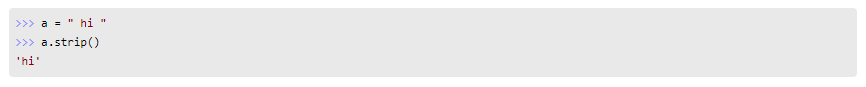 >>> a = " hi "
>>> a.strip()
'hi'